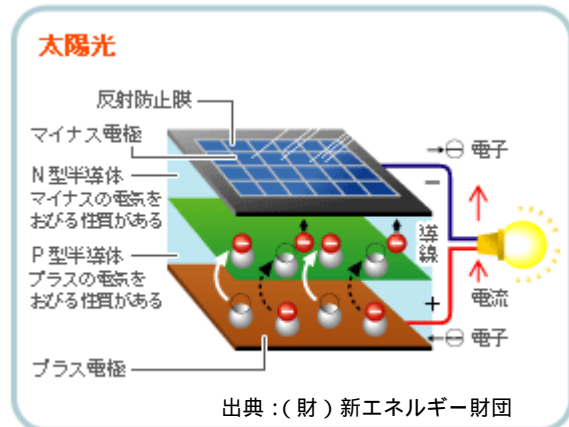 太陽光
反射防止膜
マイナス電極
N型半導体
マイナスの電気を
おびる性質がある
P型半導体
プラスの電気を
おびる性質がある
プラス電極
→⊖ 電子
−
導線
+
電流
←⊖ 電子
出典：(財)新エネルギー財団